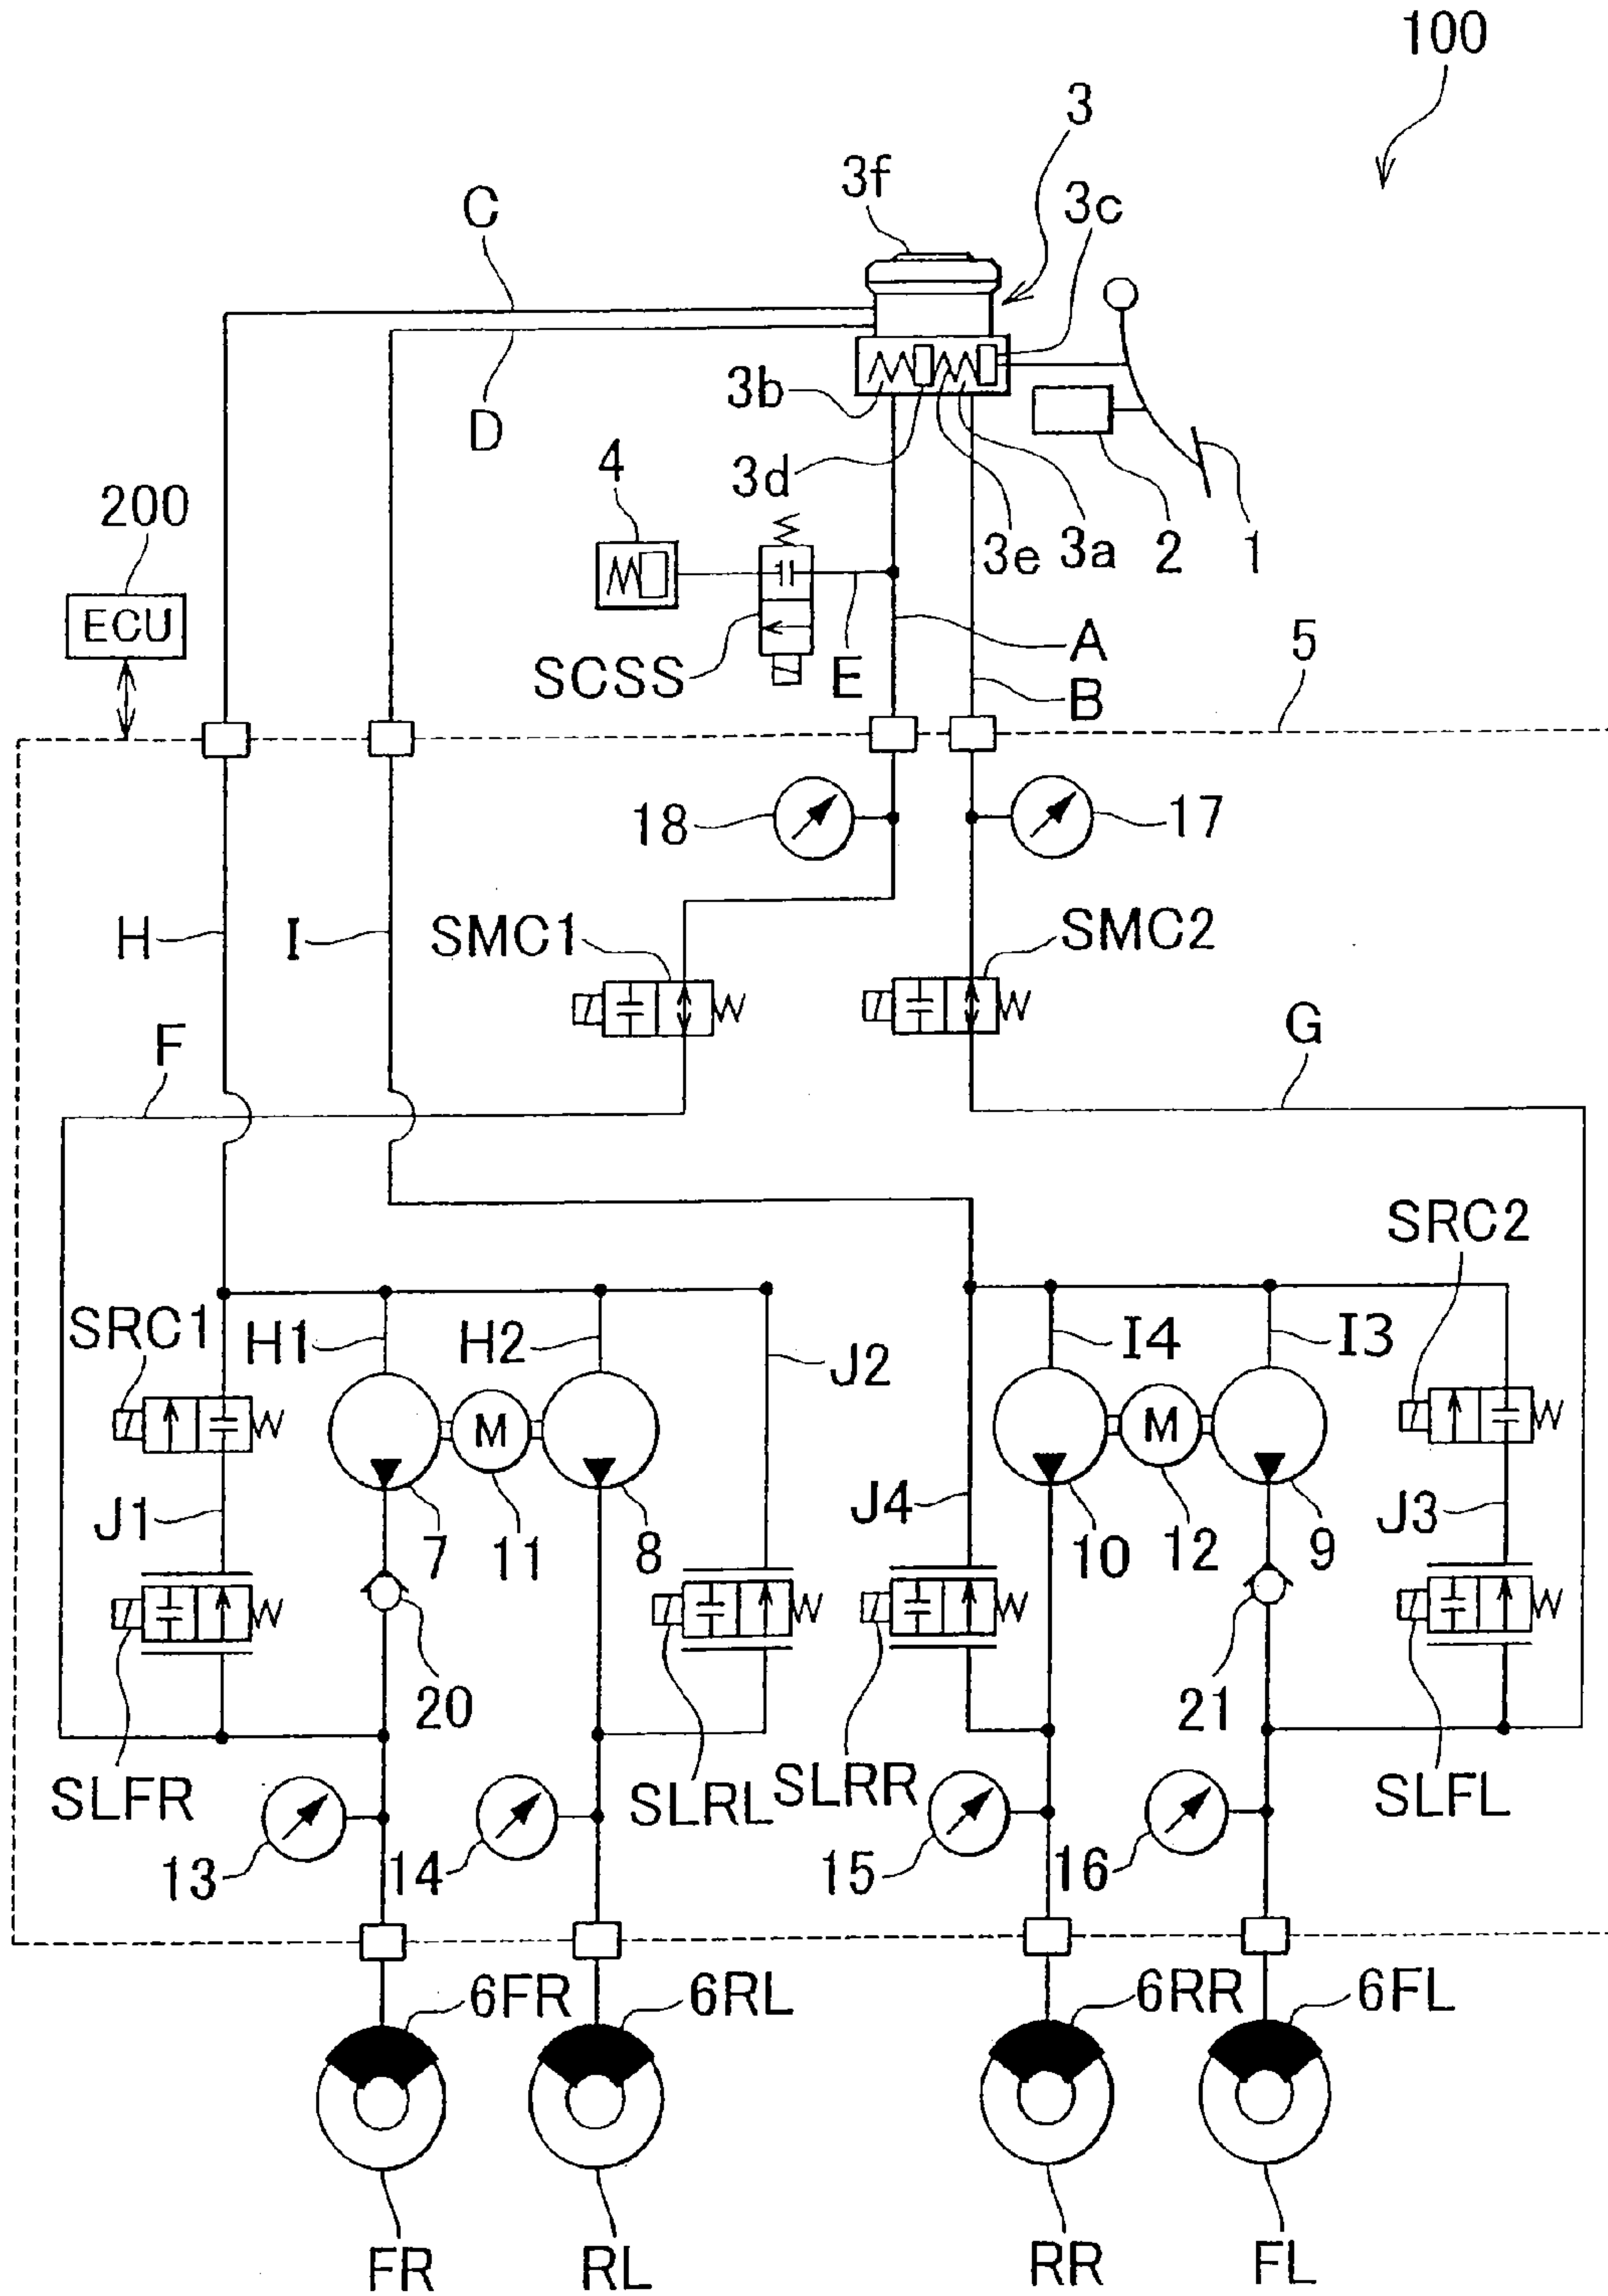 100
3
3f
3c
C
3b
D
4
3d
200
3e
3a
2
1
ECU
5
A
SCSS
E
B
18
17
H
I
SMC1
SMC2
F
G
SRC2
SRC1
H1
H2
J2
I4
I3
M
M
J1
7
11
8
J4
10
12
9
J3
20
21
SLFR
SLRL
SLRR
SLFL
13
14
15
16
6FR
6RL
6RR
6FL
FR
RL
RR
FL